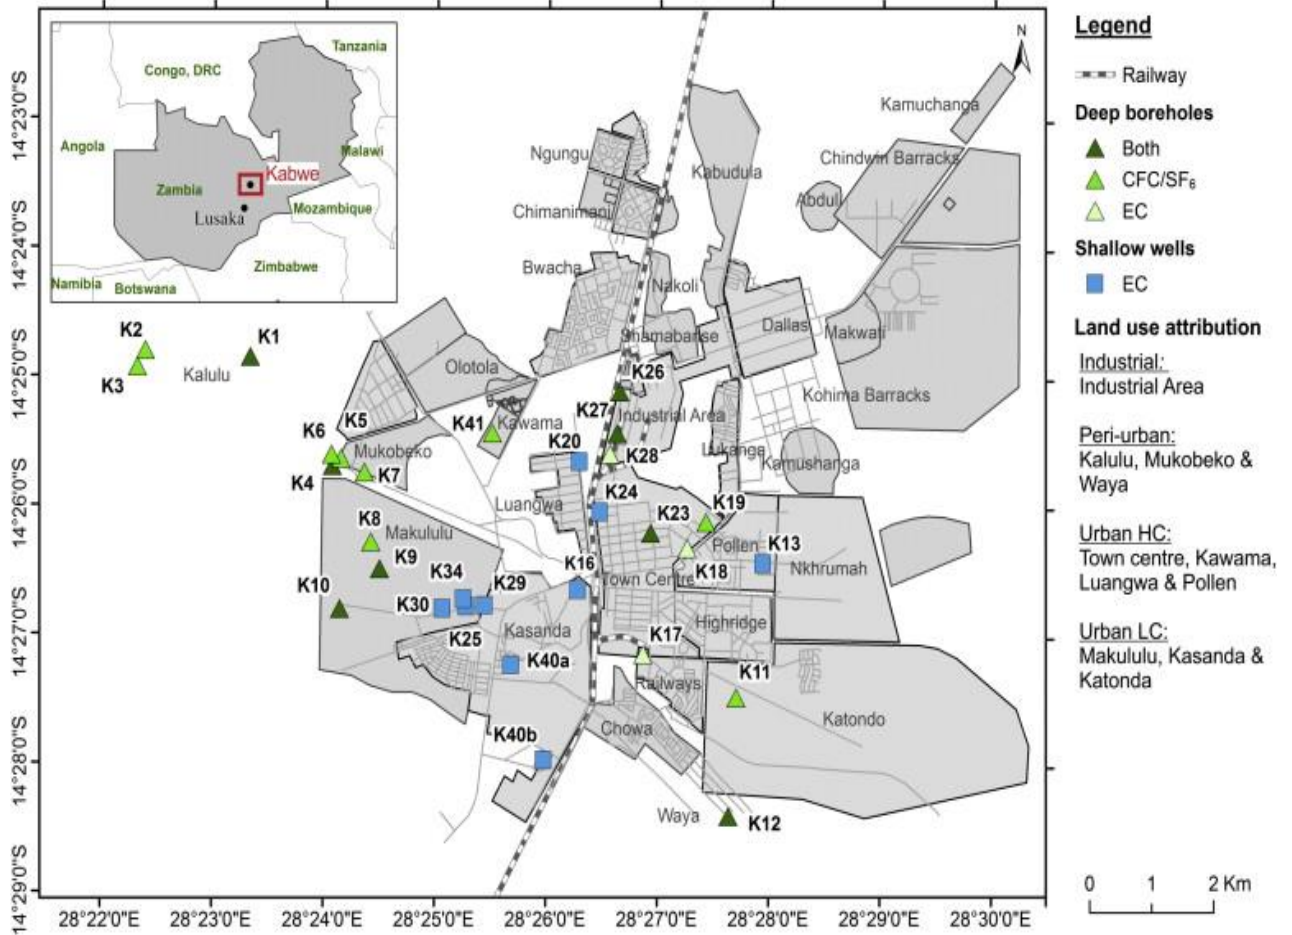 Tanzania
Congo, DRC
Angola
Malawi
Kabwe
Zambia
Lusaka
Mozambique
Zimbabwe
Namibia
Botswana
N
Kamuchanga
Ngungu
Chindwin Barracks
Kabudula
Abdul
Chimanimani
Bwacha
Nakoli
K2
K1
Shamabanse
Dallas
Makwati
K3
Kalulu
Olotola
K26
Kohima Barracks
K5
K41
Kawama
K27
Industrial Area
K6
K20
Mukobeko
Lukanga
Kamushanga
K4
K7
K28
K24
Luangwa
K23
K19
K8
Makululu
Pollen
K13
K9
K16
Nkhrumah
K34
K29
K18
Town Centre
K10
K30
Highridge
K25
Kasanda
K17
K40a
K11
Railways
Katondo
K40b
Chowa
Waya
K12
14°23'0"S
14°24'0"S
14°25'0"S
14°26'0"S
14°27'0"S
14°28'0"S
14°29'0"S
28°22'0"E
28°23'0"E
28°24'0"E
28°25'0"E
28°26'0"E
28°27'0"E
28°28'0"E
28°29'0"E
28°30'0"E
Legend
Railway
Deep boreholes
Both
CFC/SF₆
EC
Shallow wells
EC
Land use attribution
Industrial:
Industrial Area
Peri-urban:
Kalulu, Mukobeko &
Waya
Urban HC:
Town centre, Kawama,
Luangwa & Pollen
Urban LC:
Makululu, Kasanda &
Katonda
0 1 2 Km